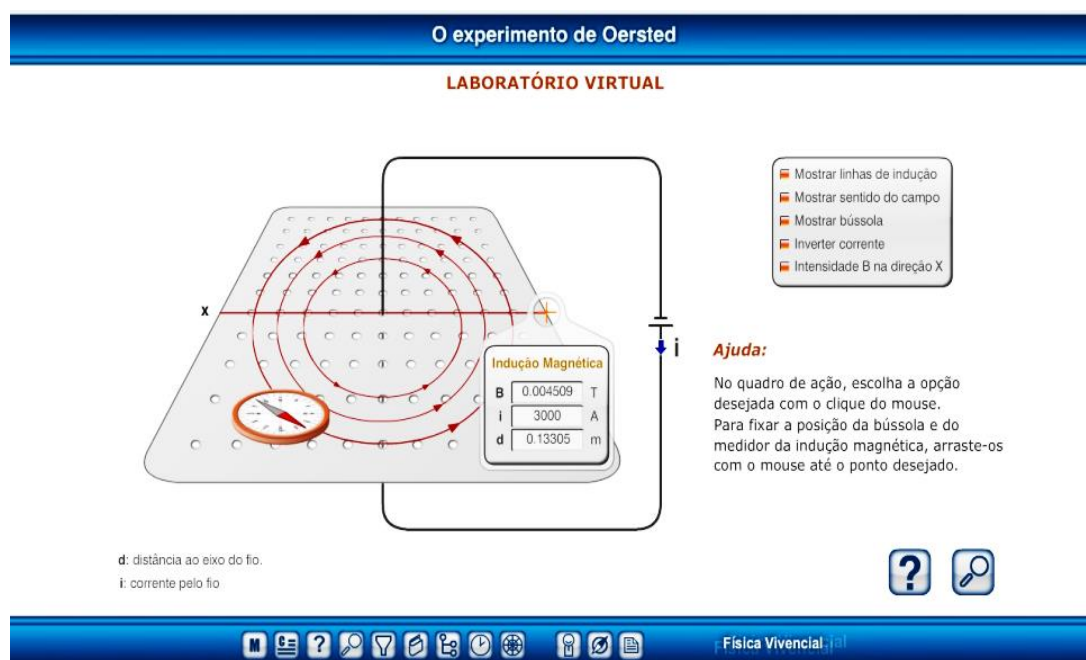 O experimento de Oersted
LABORATÓRIO VIRTUAL
Mostrar linhas de indução
Mostrar sentido do campo
Mostrar bússola
Inverter corrente
Intensidade B na direção X
X
i
Indução Magnética
B 0.004509 T
i 3000 A
d 0.13305 m
Ajuda:
No quadro de ação, escolha a opção
desejada com o clique do mouse.
Para fixar a posição da bússola e do
medidor da indução magnética, arraste-os
com o mouse até o ponto desejado.
d: distância ao eixo do fio.
i: corrente pelo fio
?
M
?
Física Vivencial